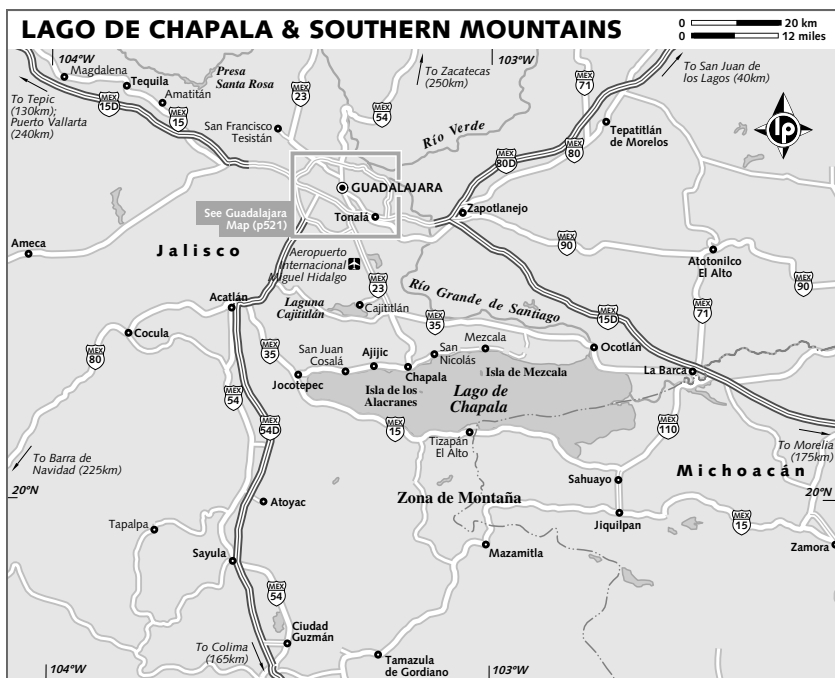 LAGO DE CHAPALA & SOUTHERN MOUNTAINS
0 20 km
0 12 miles
104ºW
103ºW
Magdalena
Tequila
Amatitán
Presa
Santa Rosa
MEX
23
MEX
54
To Zacatecas
(250km)
MEX
71
To San Juan de
los Lagos (40km)
To Tepic
(130km);
Puerto Vallarta
(240km)
MEX
15D
MEX
15
San Francisco
Tesistán
Río Verde
MEX
80D
MEX
80
Tepatitlán
de Morelos
lp
GUADALAJARA
Tonalá
Zapotlanejo
See Guadalajara
Map (p521)
Ameca
Jalisco
Aeropuerto
Internacional
Miguel Hidalgo
MEX
90
Atotonilco
El Alto
MEX
90
MEX
23
Río Grande de Santiago
Acatlán
Laguna
Cajititlán
Cajititlán
MEX
35
MEX
15D
MEX
71
Cocula
MEX
80
MEX
35
San Juan
Cosalá
Ajijic
San
Nicolás
Mezcala
Ocotlán
Jocotepec
Chapala
Isla de Mezcala
La Barca
Isla de los
Alacranes
Lago de
Chapala
MEX
54
MEX
54D
MEX
15
Tizapán
El Alto
MEX
110
To Morelia
(175km)
To Barra de
Navidad (225km)
Michoacán
20ºN
20ºN
Sahuayo
Atoyac
Zona de Montaña
Jiquilpan
MEX
15
Tapalpa
Sayula
Mazamitla
Zamora
MEX
54
Ciudad
Guzmán
To Colima
(165km)
Tamazula
de Gordiano
104ºW
103ºW